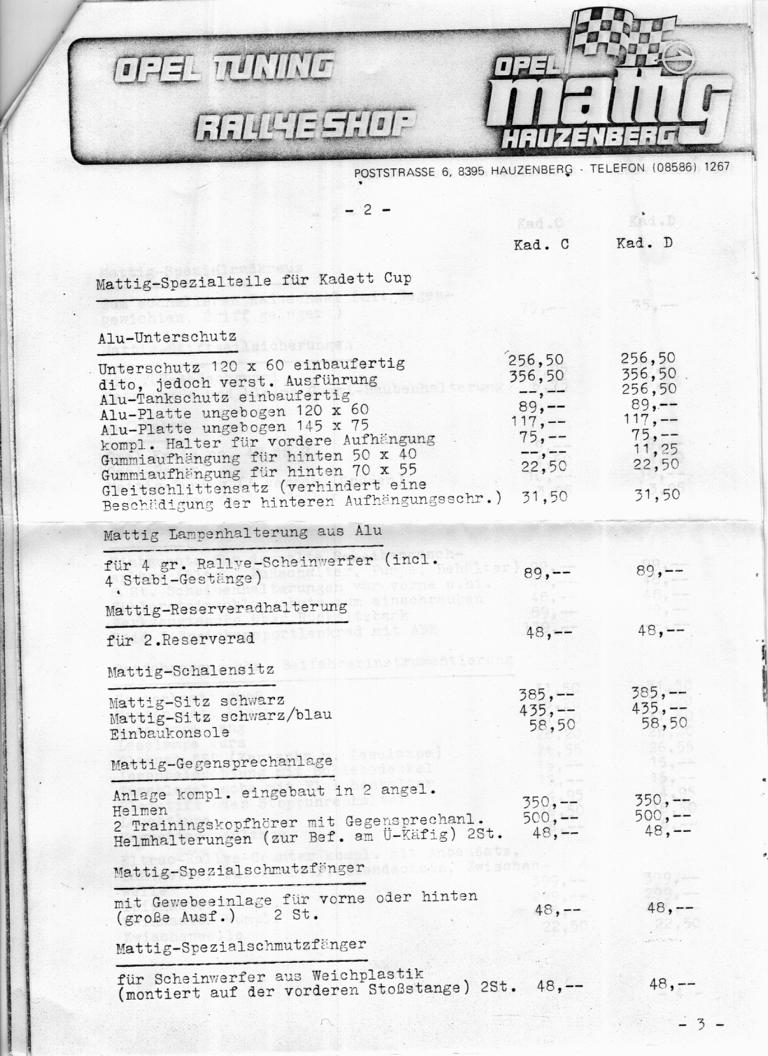 OPEL TUNING
RALLYE SHOP
OPEL
mattig
HAUZENBERG
POSTSTRASSE 6, 8395 HAUZENBERG · TELEFON (08586) 1267
- 2 -
Kad. C Kad. D
Mattig-Spezialteile für Kadett Cup
Alu-Unterschutz
Unterschutz 120 x 60 einbaufertig 256,50 256,50
dito, jedoch verst. Ausführung 356,50 356,50
Alu-Tankschutz einbaufertig --,-- 256,50
Alu-Platte ungebogen 120 x 60 89,-- 89,--
Alu-Platte ungebogen 145 x 75 117,-- 117,--
kompl. Halter für vordere Aufhängung 75,-- 75,--
Gummiaufhängung für hinten 50 x 40 --,-- 11,25
Gummiaufhängung für hinten 70 x 55 22,50 22,50
Gleitschlittensatz (verhindert eine
Beschädigung der hinteren Aufhängungsschr.) 31,50 31,50
Mattig Lampenhalterung aus Alu
für 4 gr. Rallye-Scheinwerfer (incl.
4 Stabi-Gestänge) 89,-- 89,--
Mattig-Reserveradhalterung
für 2.Reserverad 48,-- 48,--
Mattig-Schalensitz
Mattig-Sitz schwarz 385,-- 385,--
Mattig-Sitz schwarz/blau 435,-- 435,--
Einbaukonsole 58,50 58,50
Mattig-Gegensprechanlage
Anlage kompl. eingebaut in 2 angel.
Helmen 350,-- 350,--
2 Trainingskopfhörer mit Gegensprechanl. 500,-- 500,--
Helmhalterungen (zur Bef. am Ü-Käfig) 2St. 48,-- 48,--
Mattig-Spezialschmutzfänger
mit Gewebeeinlage für vorne oder hinten
(große Ausf.) 2 St. 48,-- 48,--
Mattig-Spezialschmutzfänger
für Scheinwerfer aus Weichplastik
(montiert auf der vorderen Stoßstange) 2St. 48,-- 48,--
- 3 -